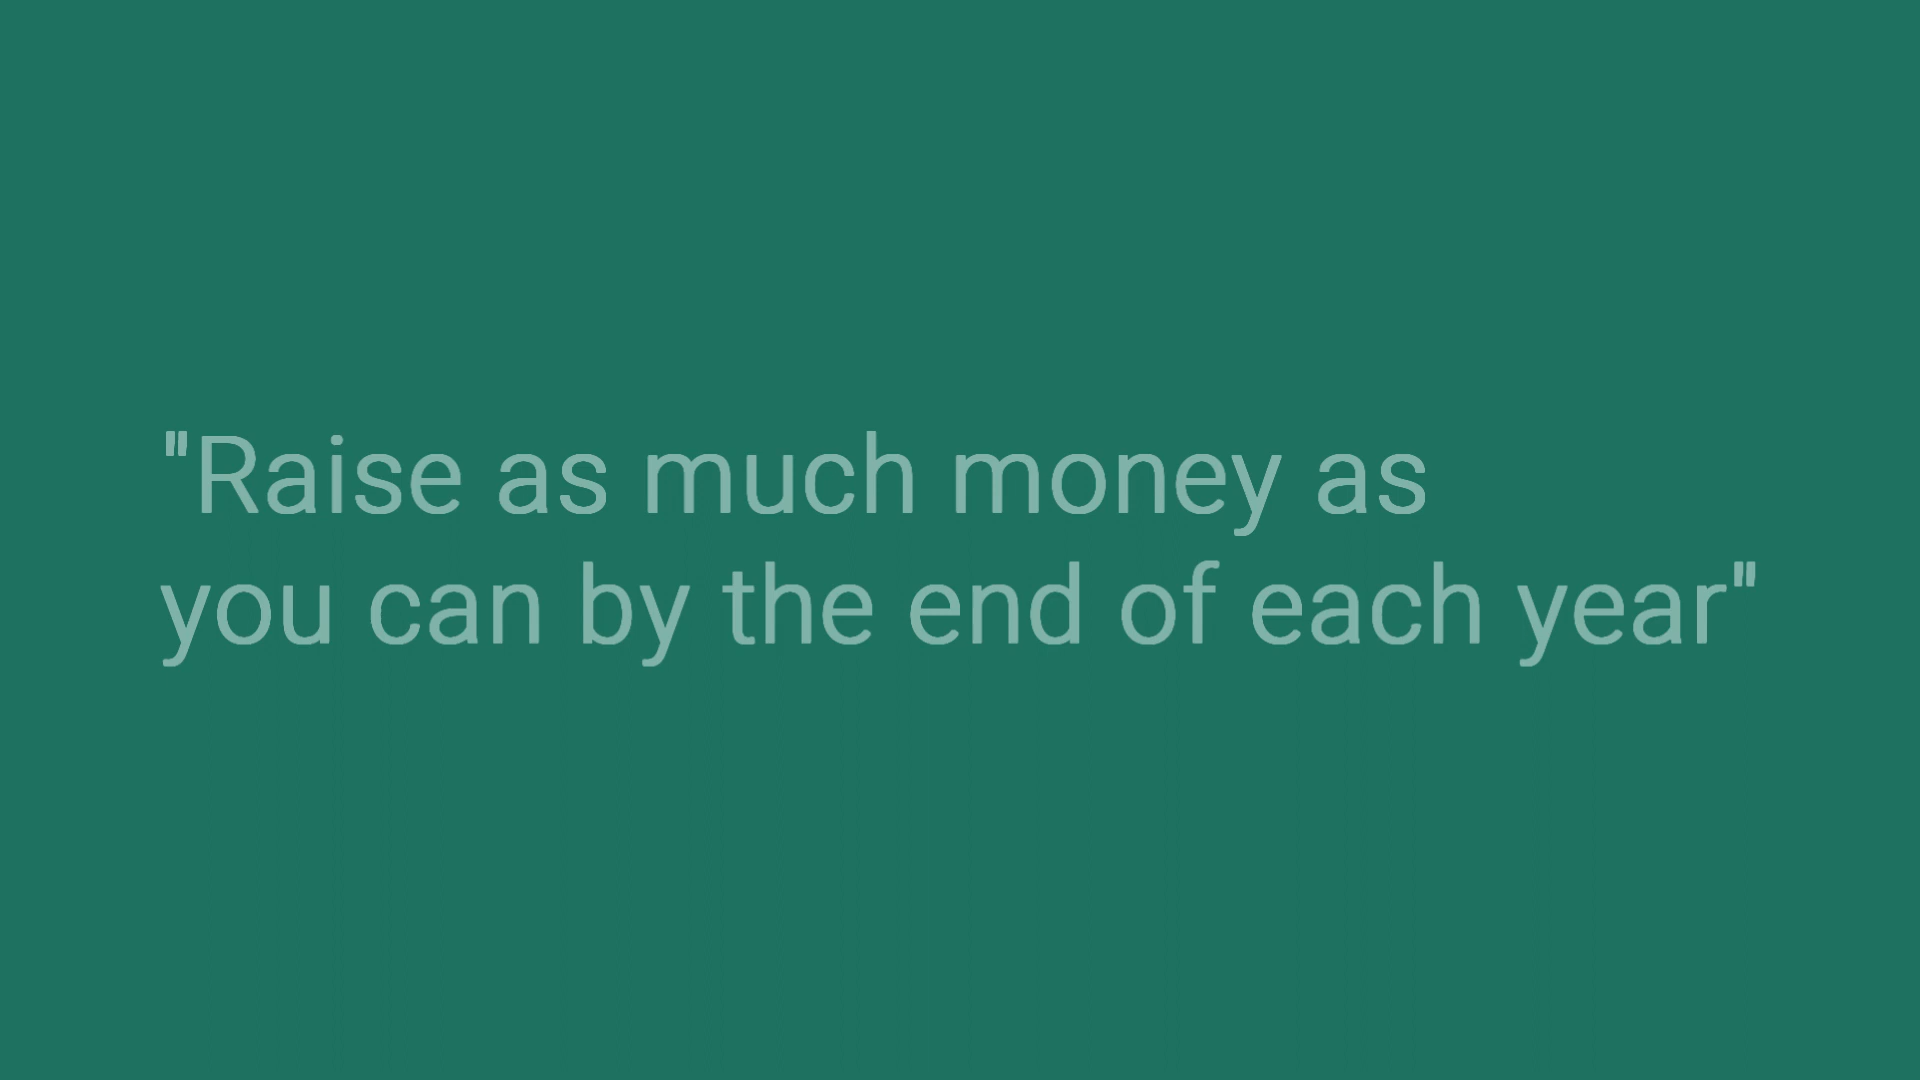 "Raise as much money as
you can by the end of each year"